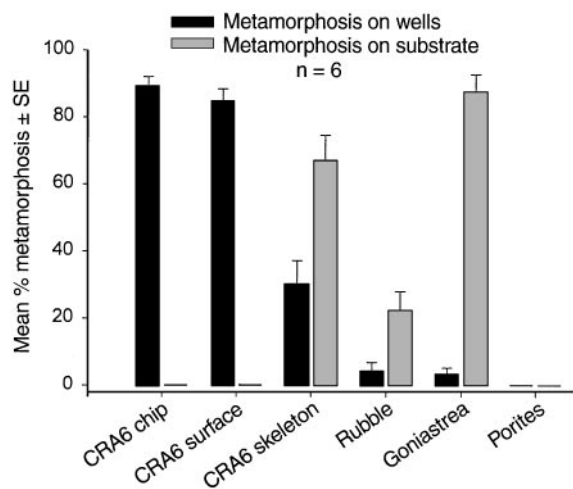 Metamorphosis on wells
Metamorphosis on substrate
n = 6
Mean % metamorphosis ± SE
100
80
60
40
20
0
CRA6 chip
CRA6 surface
CRA6 skeleton
Rubble
Goniastrea
Porites